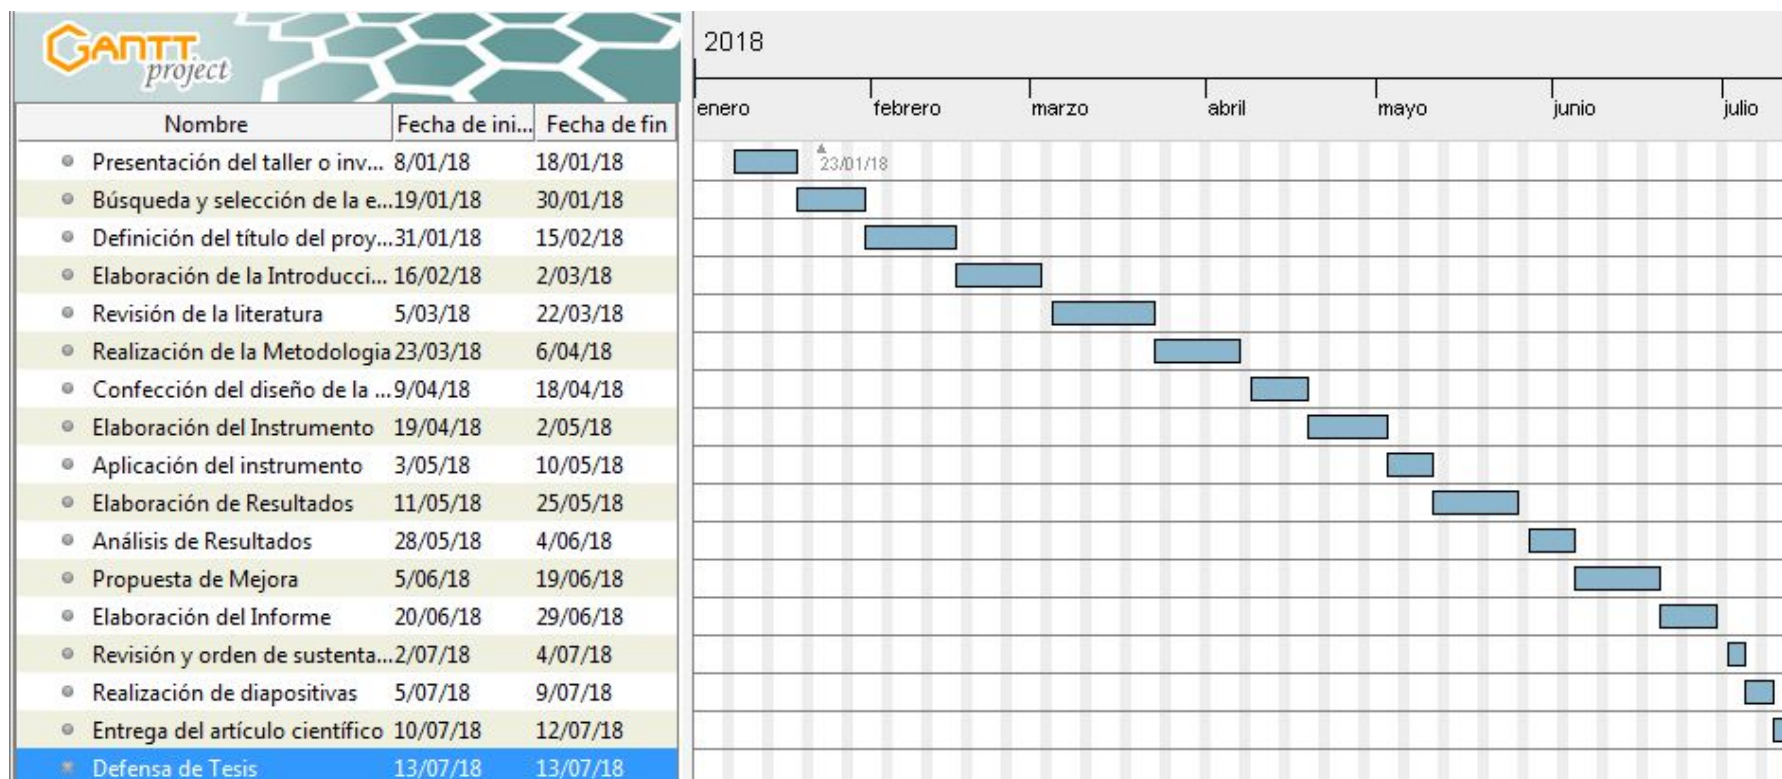 GANTT
project
2018
enero febrero marzo abril mayo junio julio
Nombre Fecha de ini... Fecha de fin
Presentación del taller o inv... 8/01/18 18/01/18
23/01/18
Búsqueda y selección de la e... 19/01/18 30/01/18
Definición del título del proy... 31/01/18 15/02/18
Elaboración de la Introducci... 16/02/18 2/03/18
Revisión de la literatura 5/03/18 22/03/18
Realización de la Metodologia 23/03/18 6/04/18
Confección del diseño de la ... 9/04/18 18/04/18
Elaboración del Instrumento 19/04/18 2/05/18
Aplicación del instrumento 3/05/18 10/05/18
Elaboración de Resultados 11/05/18 25/05/18
Análisis de Resultados 28/05/18 4/06/18
Propuesta de Mejora 5/06/18 19/06/18
Elaboración del Informe 20/06/18 29/06/18
Revisión y orden de sustenta... 2/07/18 4/07/18
Realización de diapositivas 5/07/18 9/07/18
Entrega del artículo científico 10/07/18 12/07/18
Defensa de Tesis 13/07/18 13/07/18